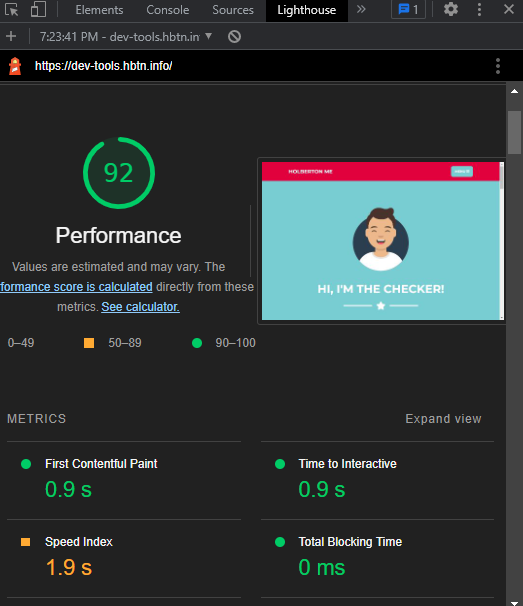 Elements Console Sources Lighthouse » 1
+ 7:23:41 PM - dev-tools.hbtn.in
https://dev-tools.hbtn.info/
92
HOLBERTON ME
Performance
Values are estimated and may vary. The
formance score is calculated directly from these
metrics. See calculator.
HI, I'M THE CHECKER!
0–49 50–89 90–100
METRICS Expand view
First Contentful Paint Time to Interactive
0.9 s 0.9 s
Speed Index Total Blocking Time
1.9 s 0 ms